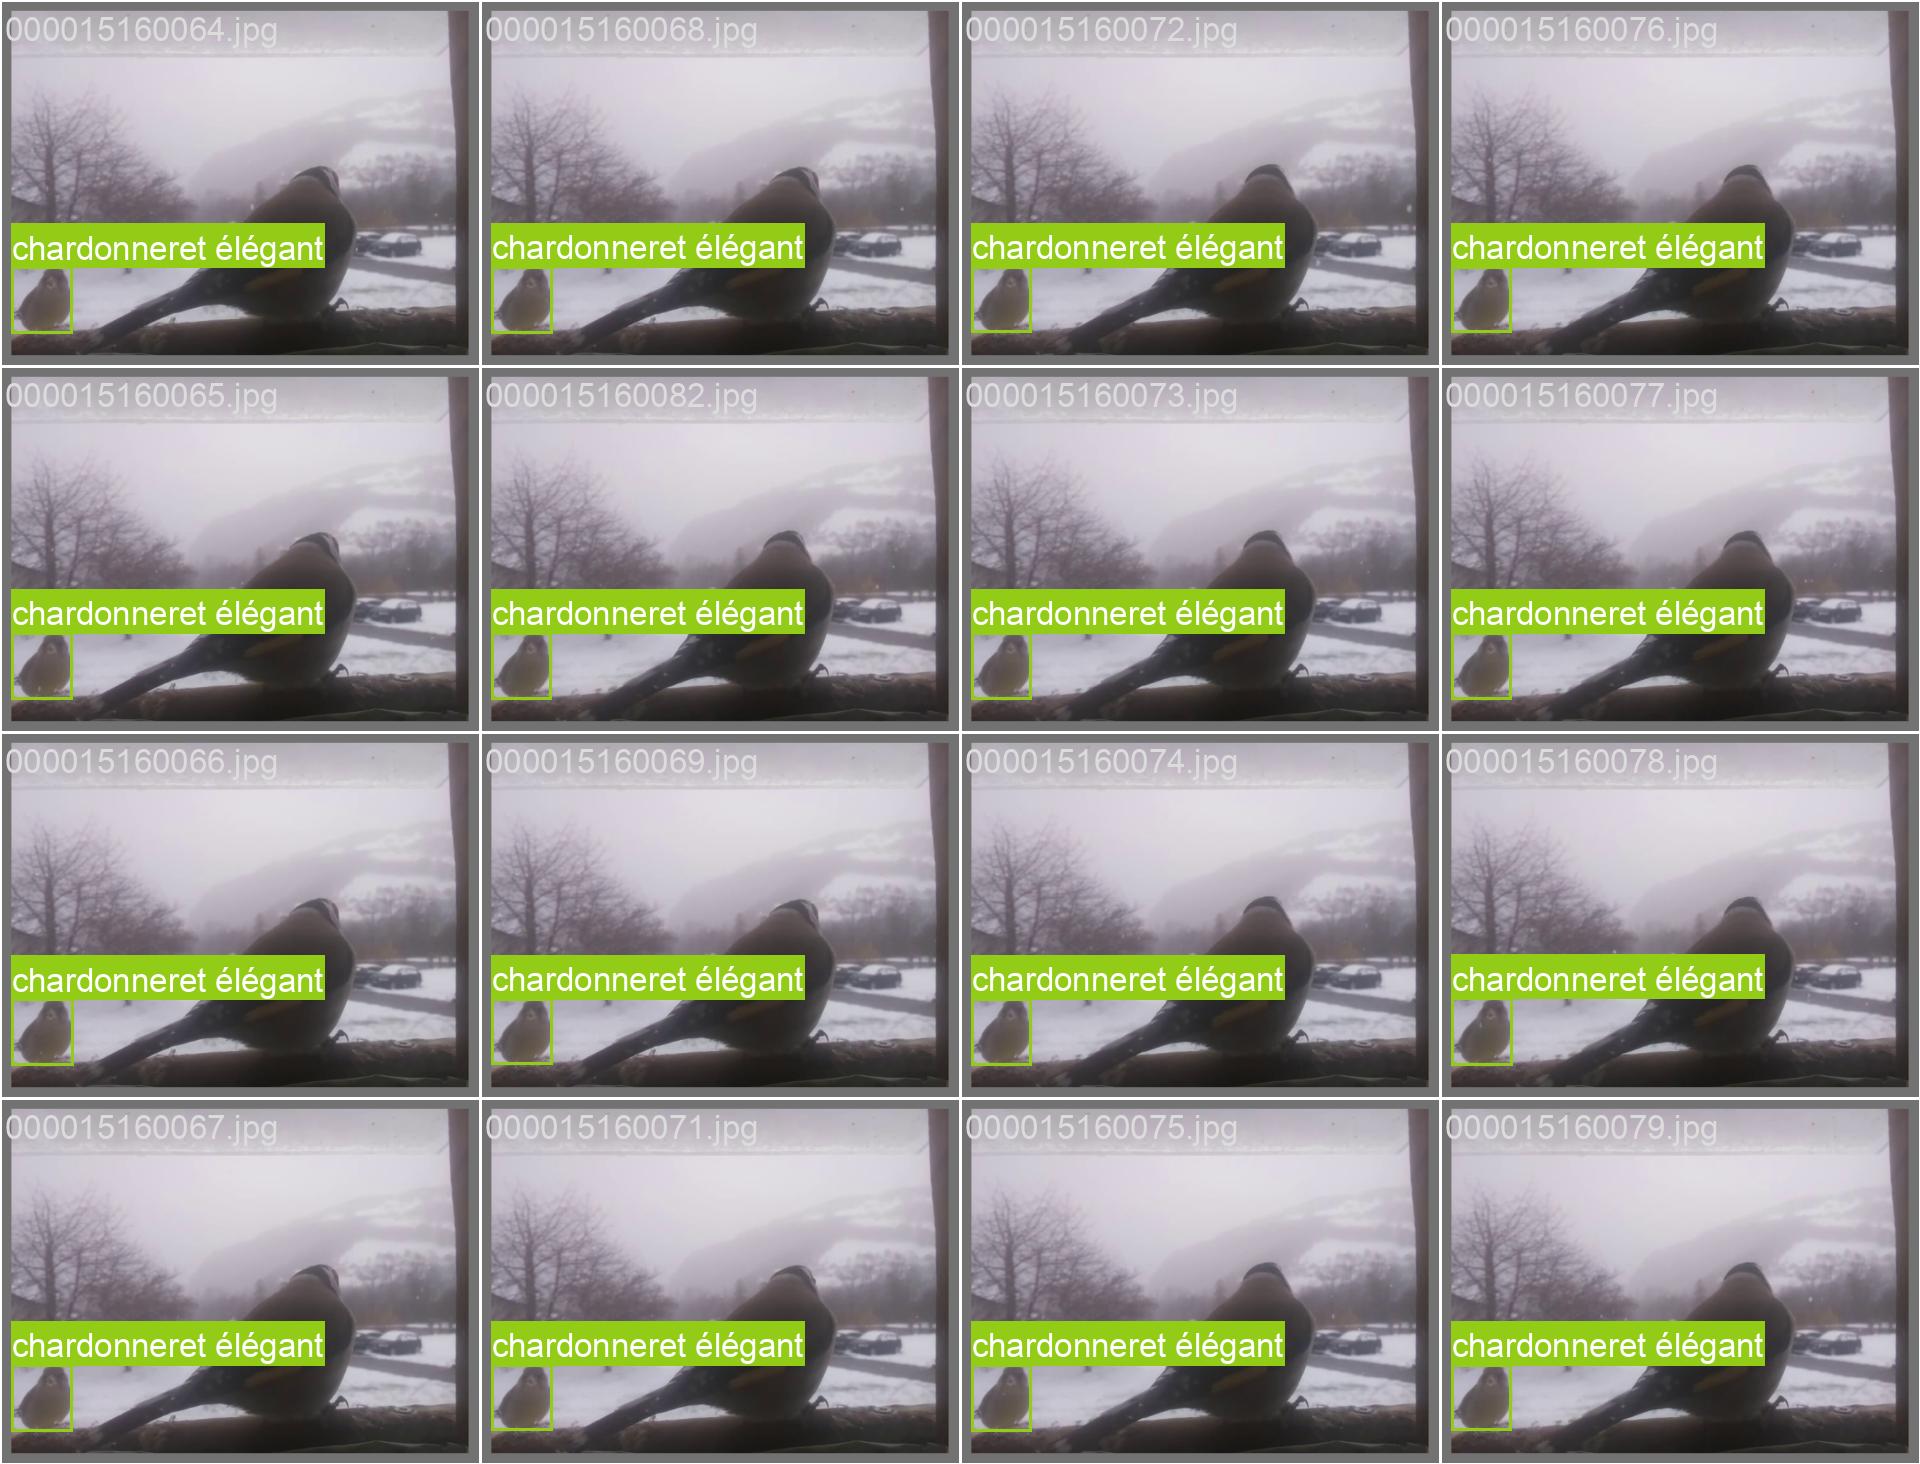 000015160064.jpg
000015160068.jpg
000015160072.jpg
000015160076.jpg
chardonneret élégant
chardonneret élégant
chardonneret élégant
chardonneret élégant
000015160065.jpg
000015160082.jpg
000015160073.jpg
000015160077.jpg
chardonneret élégant
chardonneret élégant
chardonneret élégant
chardonneret élégant
000015160066.jpg
000015160069.jpg
000015160074.jpg
000015160078.jpg
chardonneret élégant
chardonneret élégant
chardonneret élégant
chardonneret élégant
000015160067.jpg
000015160071.jpg
000015160075.jpg
000015160079.jpg
chardonneret élégant
chardonneret élégant
chardonneret élégant
chardonneret élégant